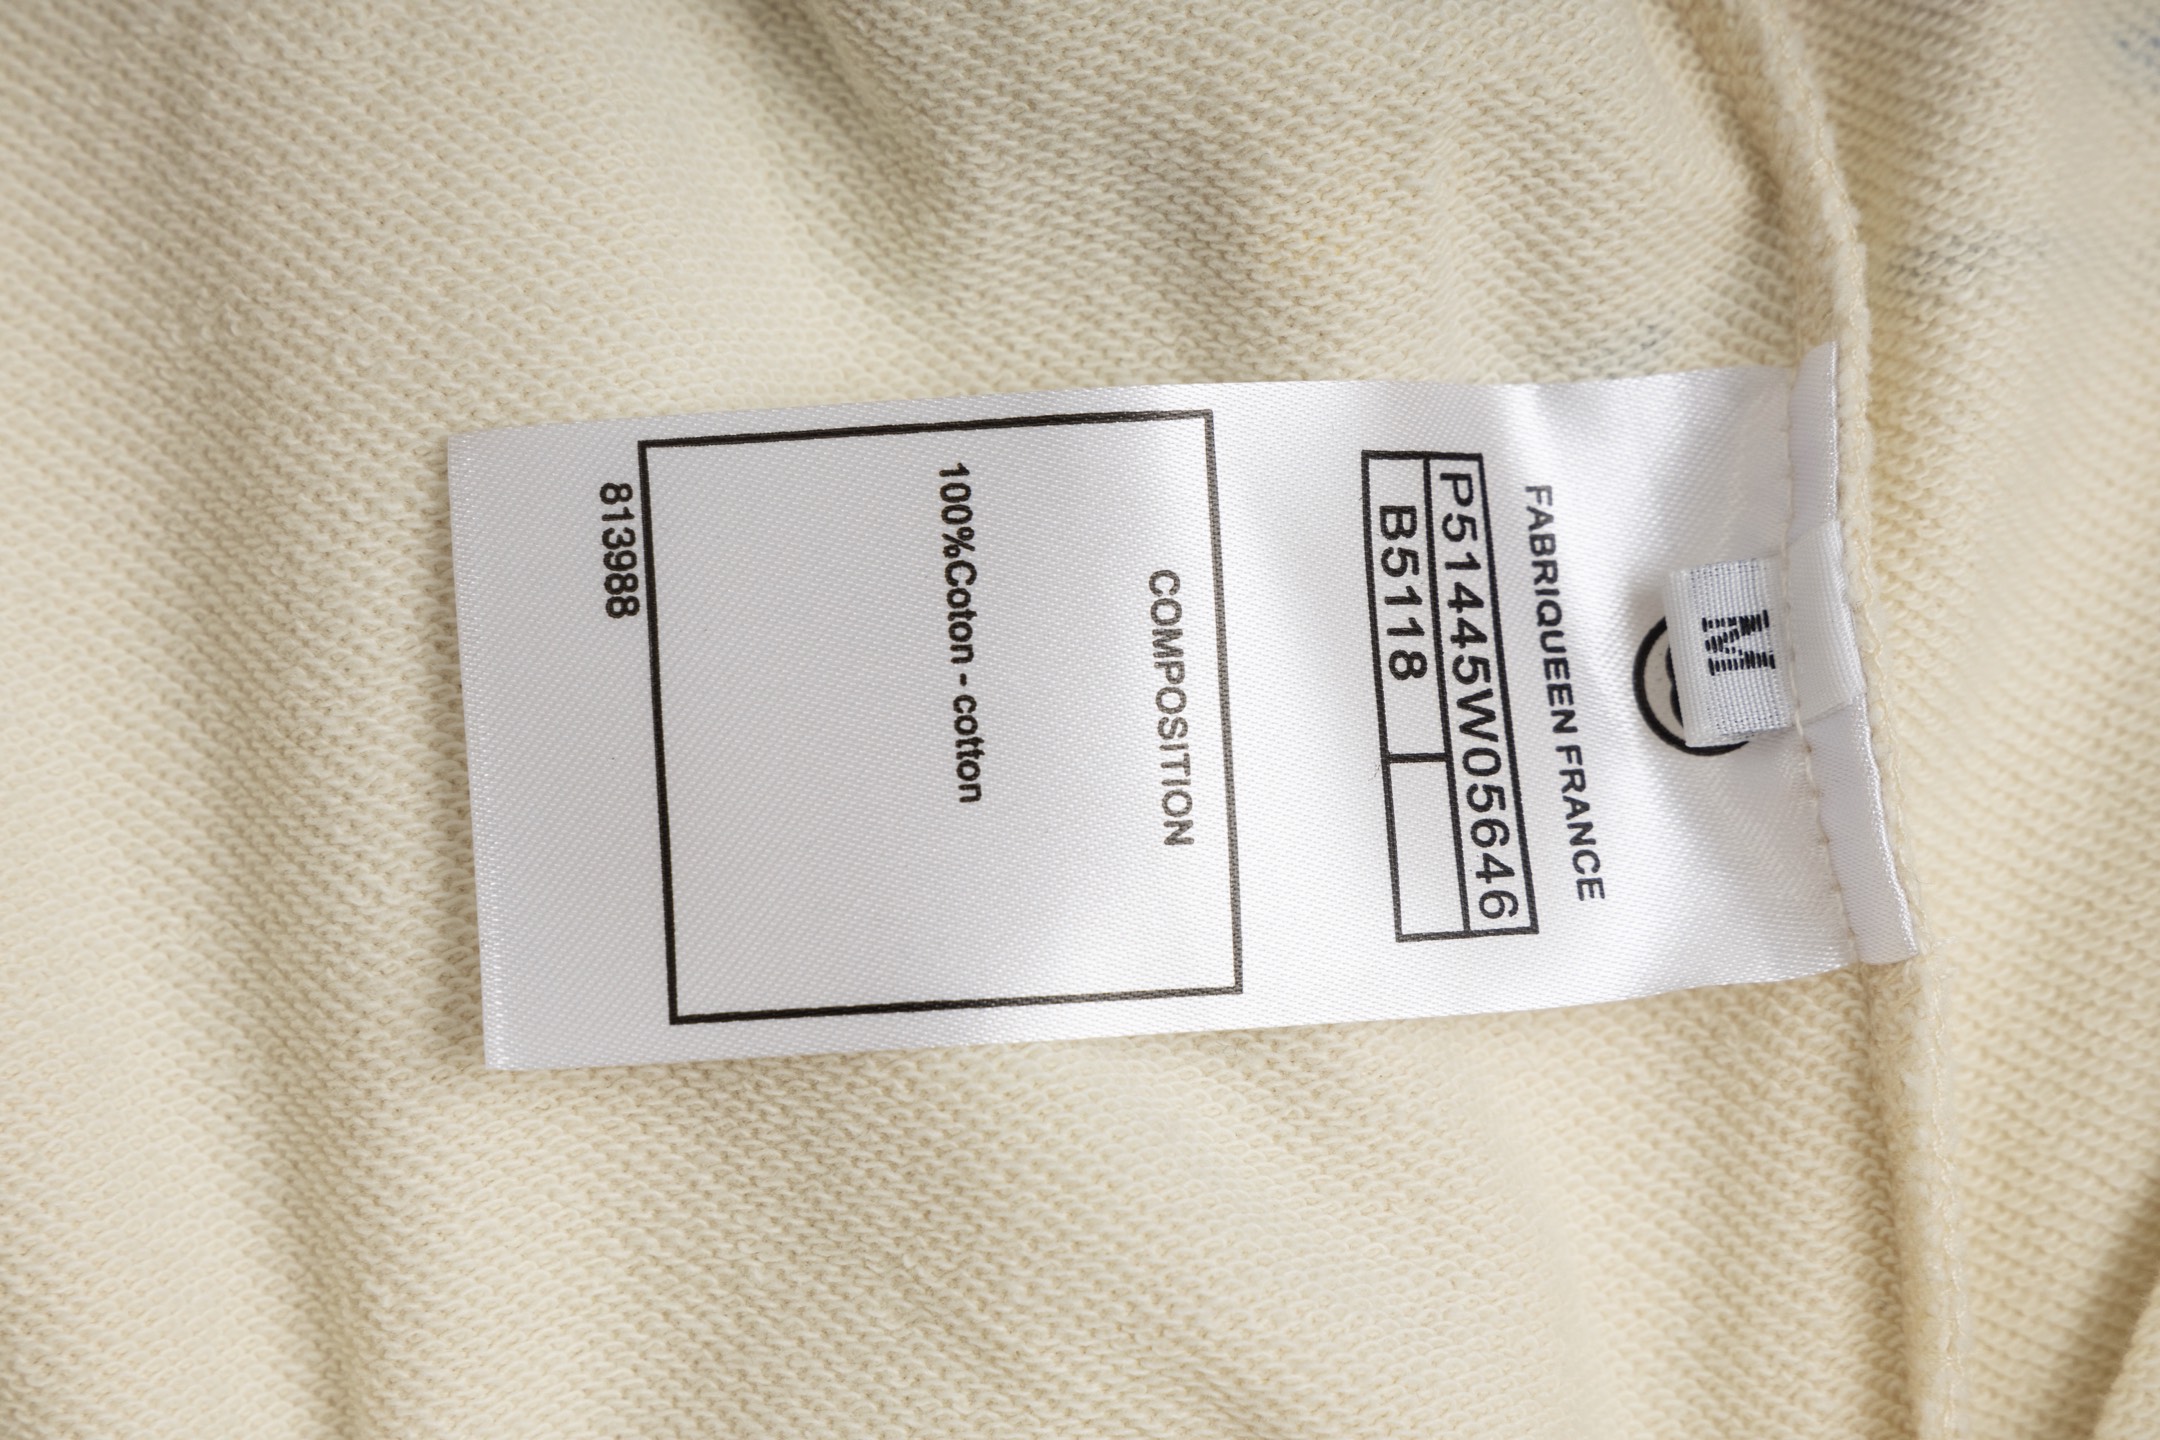 M
FABRIQUEEN FRANCE
P51445W05646
B5118
COMPOSITION
100%Coton - cotton
813988